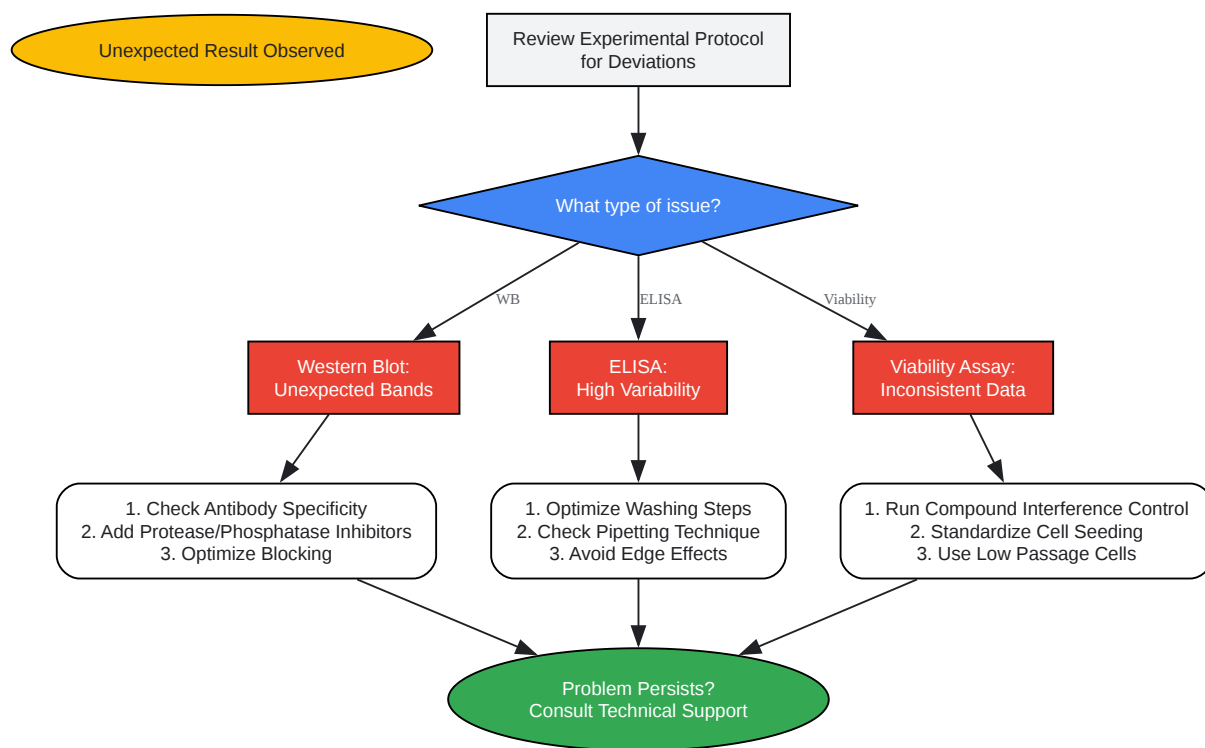 Unexpected Result Observed
Review Experimental Protocol
for Deviations
What type of issue?
WB
ELISA
Viability
Western Blot:
Unexpected Bands
ELISA:
High Variability
Viability Assay:
Inconsistent Data
1. Check Antibody Specificity
2. Add Protease/Phosphatase Inhibitors
3. Optimize Blocking
1. Optimize Washing Steps
2. Check Pipetting Technique
3. Avoid Edge Effects
1. Run Compound Interference Control
2. Standardize Cell Seeding
3. Use Low Passage Cells
Problem Persists?
Consult Technical Support